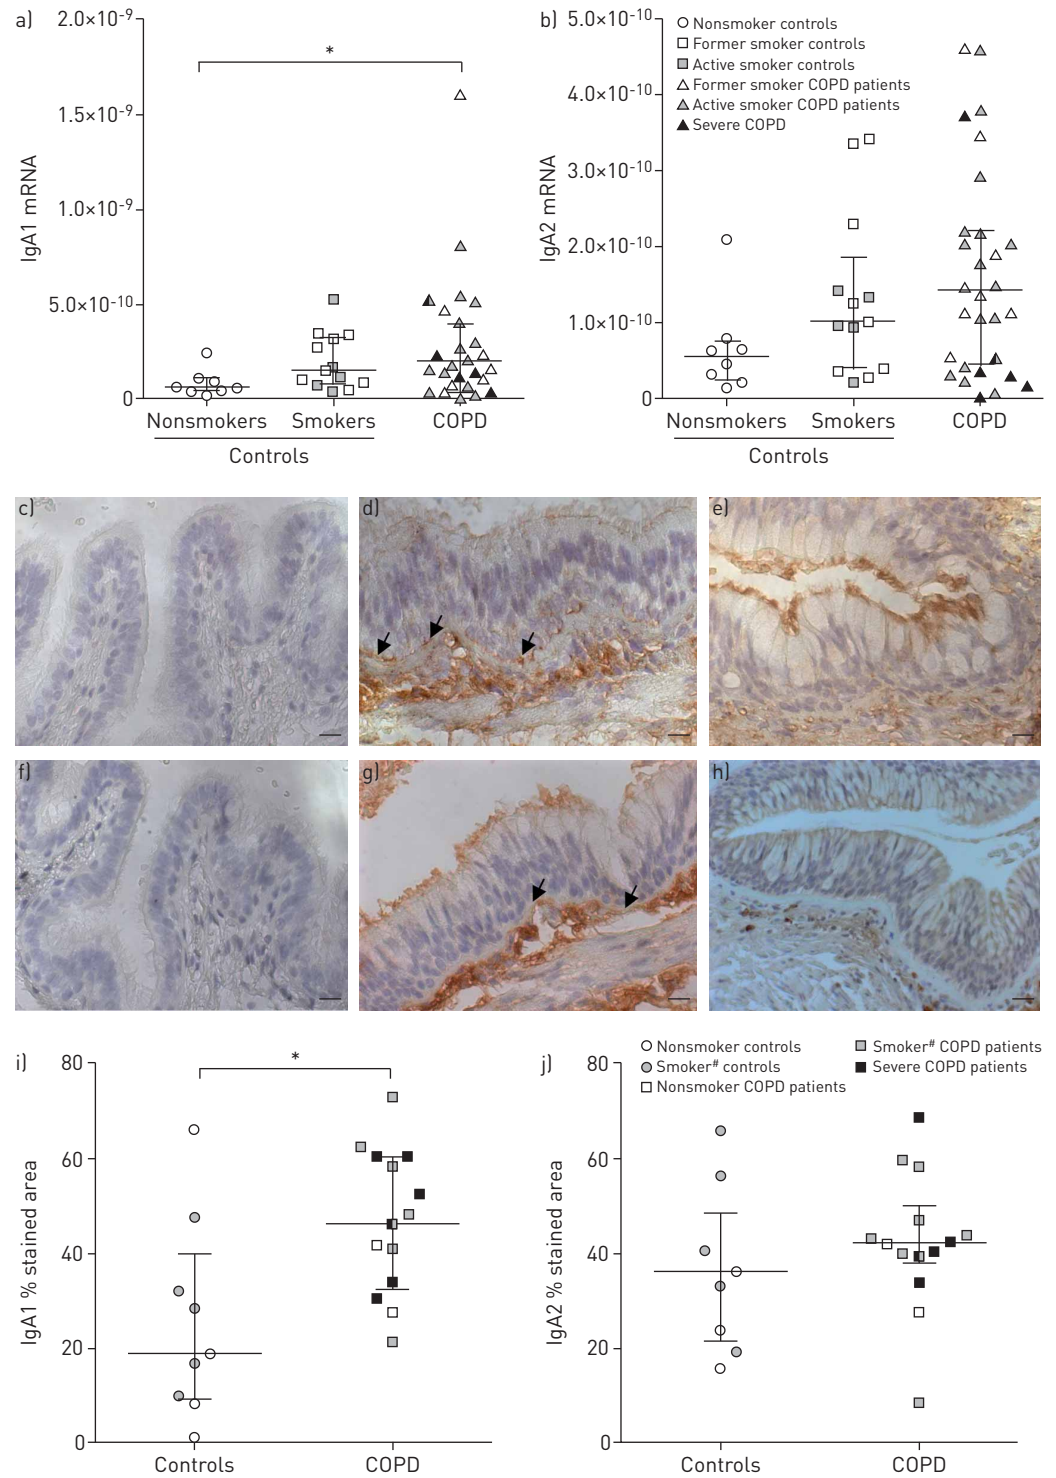 a)
2.0×10-9
1.5×10-9
1.0×10-9
5.0×10-10
0
IgA1 mRNA
*
Nonsmokers Smokers COPD
Controls
b)
5.0×10-10
4.0×10-10
3.0×10-10
2.0×10-10
1.0×10-10
0
IgA2 mRNA
Nonsmoker controls
Former smoker controls
Active smoker controls
Former smoker COPD patients
Active smoker COPD patients
Severe COPD
Nonsmokers Smokers COPD
Controls
c)
d)
e)
f)
g)
h)
i)
80
60
40
20
0
IgA1 % stained area
*
Controls COPD
j)
80
60
40
20
0
IgA2 % stained area
Nonsmoker controls
Smoker# controls
Nonsmoker COPD patients
Smoker# COPD patients
Severe COPD patients
Controls COPD